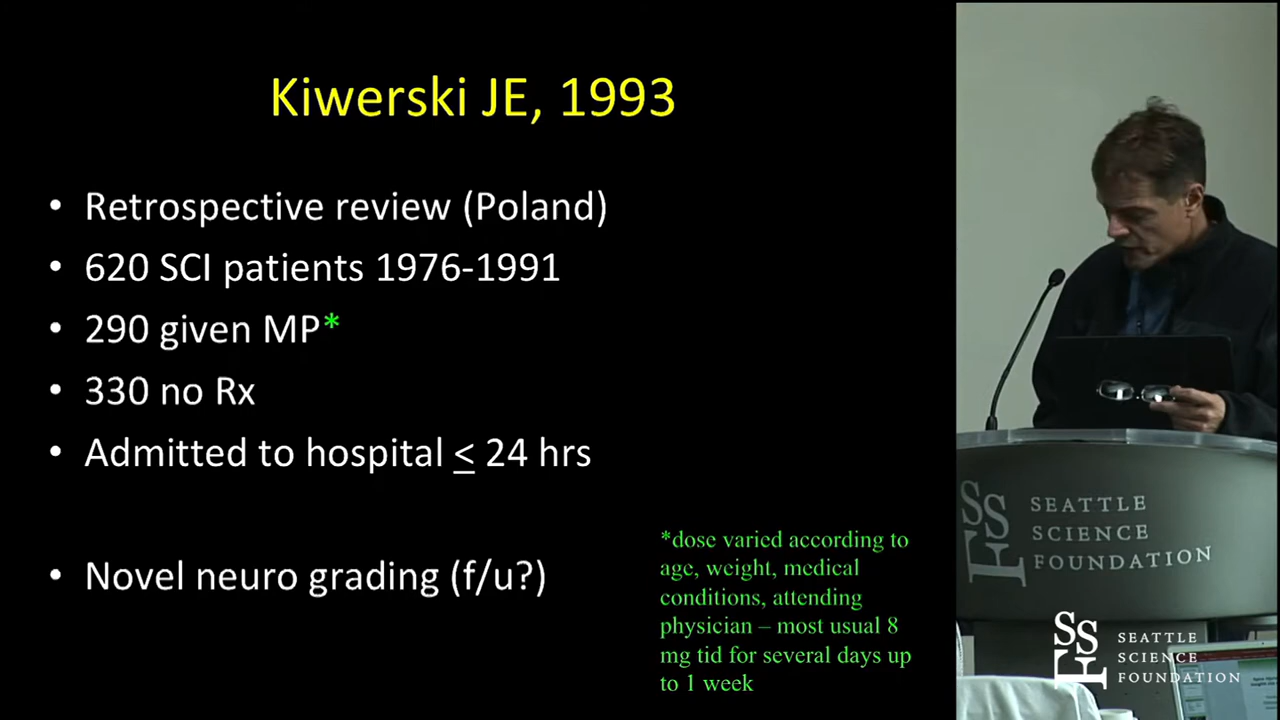 Kiwerski JE, 1993
• Retrospective review (Poland)
• 620 SCI patients 1976-1991
• 290 given MP*
• 330 no Rx
• Admitted to hospital ≤ 24 hrs
• Novel neuro grading (f/u?)
*dose varied according to
age, weight, medical
conditions, attending
physician – most usual 8
mg tid for several days up
to 1 week
SSF
SEATTLE
SCIENCE
FOUNDATION
SSF
SEATTLE
SCIENCE
FOUNDATION